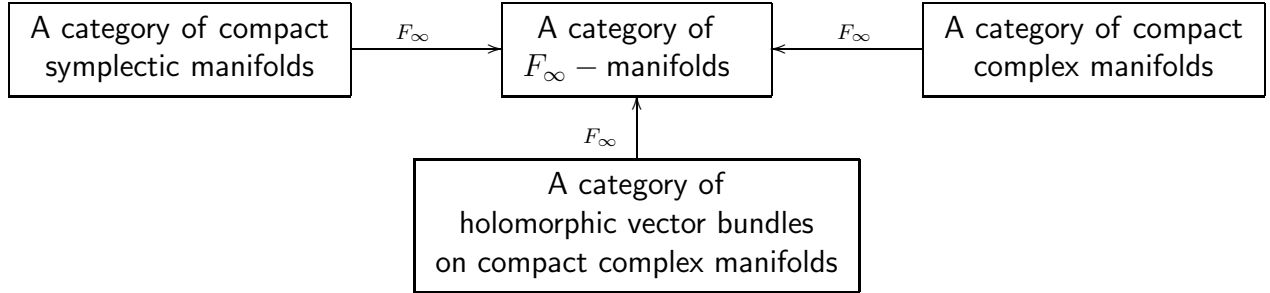 A category of compact
symplectic manifolds
F∞
A category of
F∞ − manifolds
F∞
A category of compact
complex manifolds
F∞
A category of
holomorphic vector bundles
on compact complex manifolds